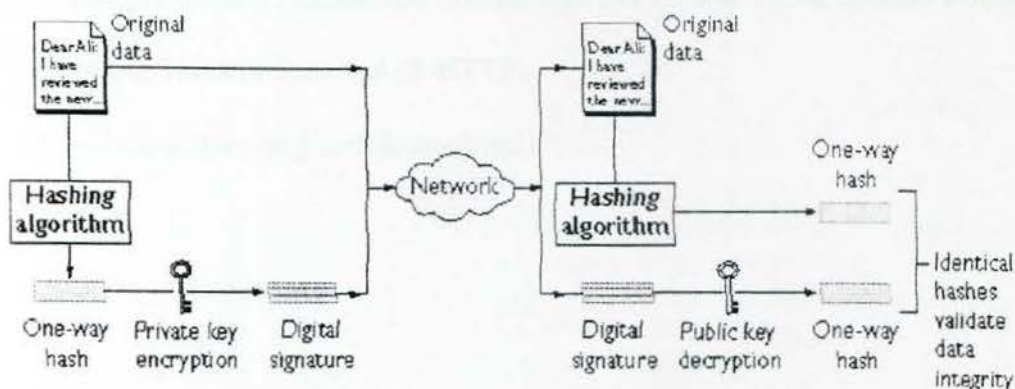 Original
data
Dear Ali:
I have
reviewed
the new...
Hashing
algorithm
One-way
hash
Private key
encryption
Digital
signature
Network
Original
data
Dear Ali:
I have
reviewed
the new...
Hashing
algorithm
One-way
hash
Digital
signature
Public key
decryption
One-way
hash
Identical
hashes
validate
data
integrity